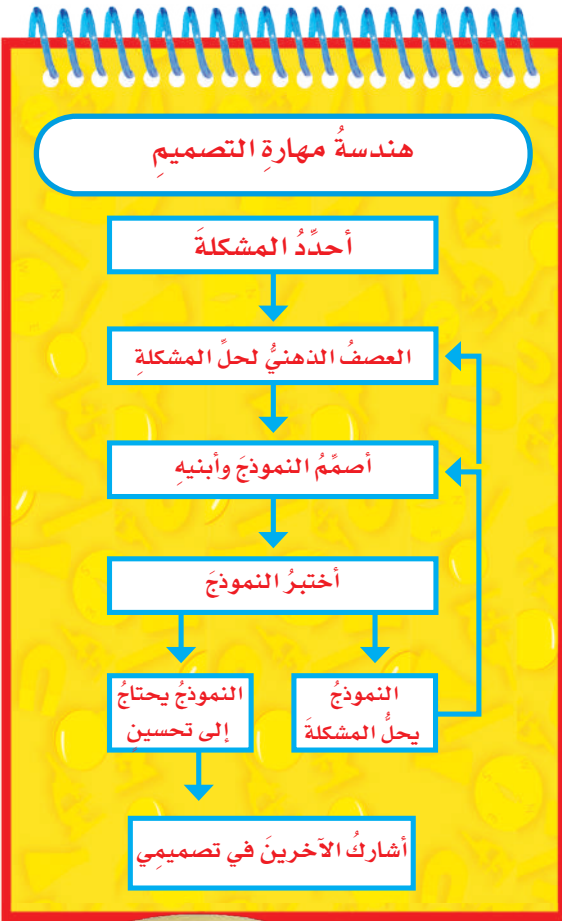 هندسةُ مهارةِ التصميمِ
أحدِّدُ المشكلةَ
العصفُ الذهنيُّ لحلِّ المشكلةِ
أصمِّمُ النموذجَ وأبنيهِ
أختبرُ النموذجَ
النموذجُ
يحلُّ المشكلةَ
النموذجُ يحتاجُ
إلى تحسينٍ
أشاركُ الآخرينَ في تصميمِي